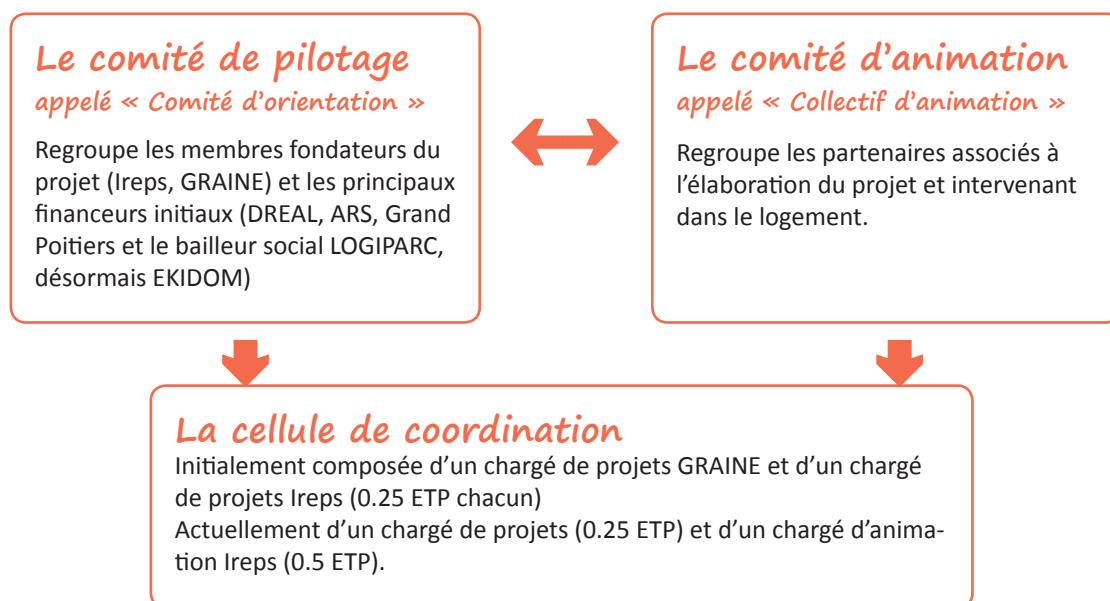 Le comité de pilotage
appelé « Comité d'orientation »
Regroupe les membres fondateurs du
projet (Ireps, GRAINE) et les principaux
financeurs initiaux (DREAL, ARS, Grand
Poitiers et le bailleur social LOGIPARC,
désormais EKIDOM)
Le comité d'animation
appelé « Collectif d'animation »
Regroupe les partenaires associés à
l'élaboration du projet et intervenant
dans le logement.
La cellule de coordination
Initialement composée d'un chargé de projets GRAINE et d'un chargé
de projets Ireps (0.25 ETP chacun)
Actuellement d'un chargé de projets (0.25 ETP) et d'un chargé d'anima-
tion Ireps (0.5 ETP).